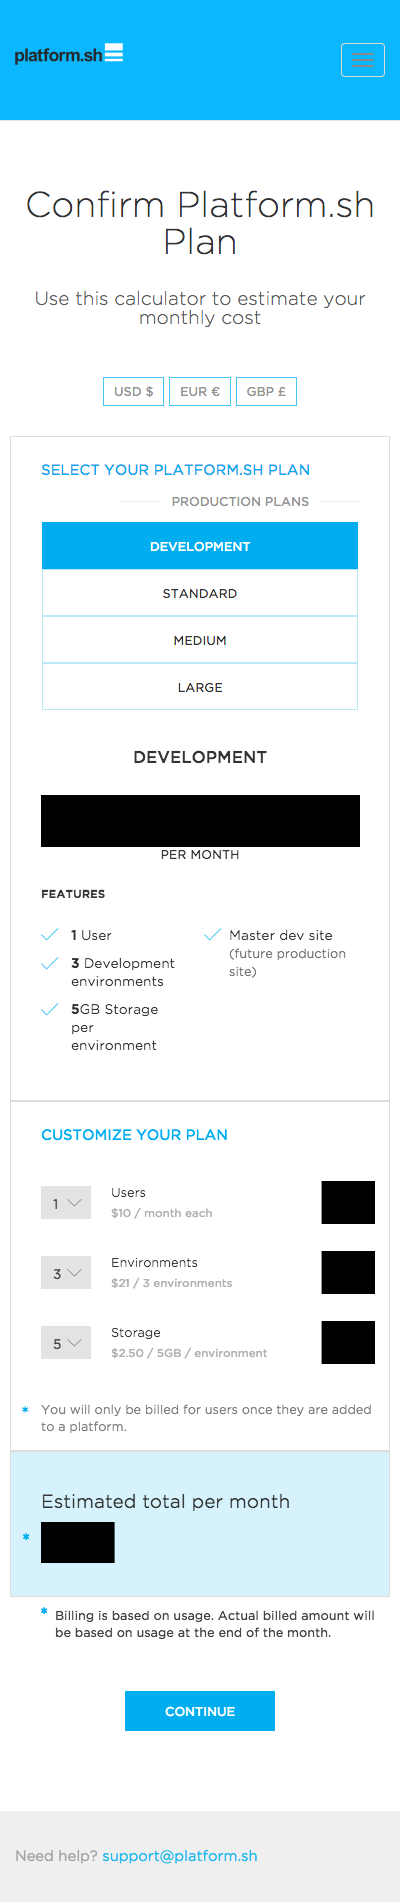 platform.sh
Confirm Platform.sh
Plan
Use this calculator to estimate your
monthly cost
USD $ EUR € GBP £
SELECT YOUR PLATFORM.SH PLAN
PRODUCTION PLANS
DEVELOPMENT
STANDARD
MEDIUM
LARGE
DEVELOPMENT
PER MONTH
FEATURES
1 User
3 Development
environments
5GB Storage
per
environment
Master dev site
(future production
site)
CUSTOMIZE YOUR PLAN
1 Users
$10 / month each
3 Environments
$21 / 3 environments
5 Storage
$2.50 / 5GB / environment
* You will only be billed for users once they are added
to a platform.
Estimated total per month
*
* Billing is based on usage. Actual billed amount will
be based on usage at the end of the month.
CONTINUE
Need help? support@platform.sh